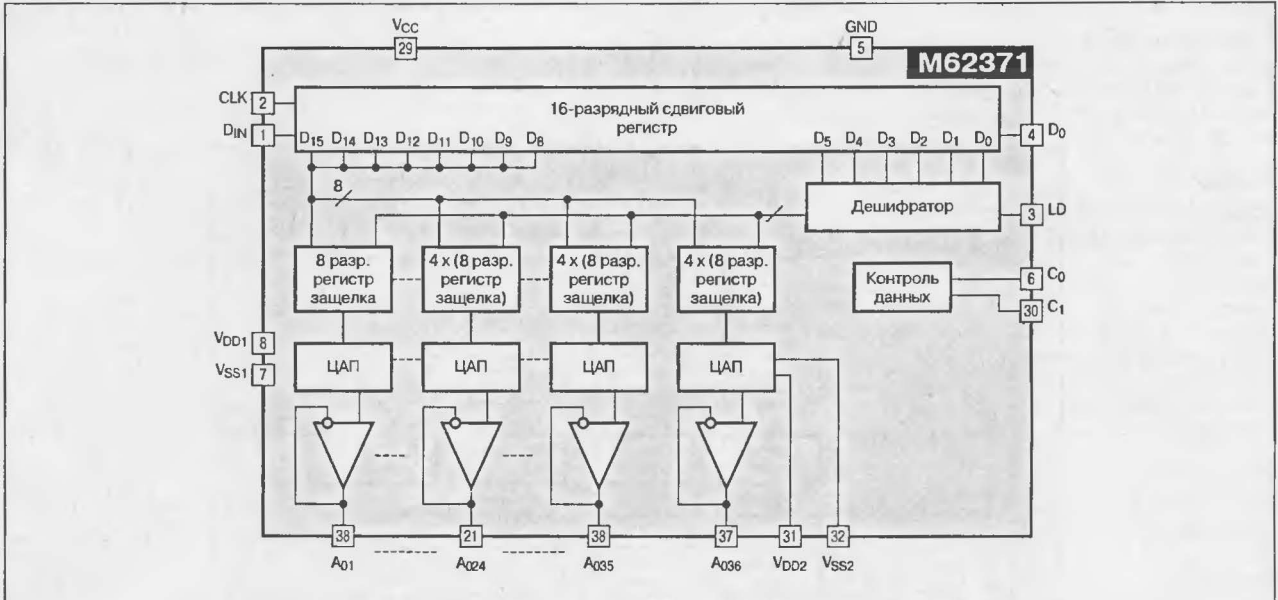 VCC
29
GND
5
M62371
CLK 2
DIN 1
16-разрядный сдвиговый
регистр
D15 D14 D13 D12 D11 D10 D9 D8
D5 D4 D3 D2 D1 D0
4 D0
8
Дешифратор
3 LD
8 разр.
регистр
защелка
4 x (8 разр.
регистр
защелка)
4 x (8 разр.
регистр
защелка)
4 x (8 разр.
регистр
защелка)
Контроль
данных
6 C0
30 C1
VDD1 8
VSS1 7
ЦАП
ЦАП
ЦАП
ЦАП
38 21 38 37 31 32
A01 A024 A035 A036 VDD2 VSS2